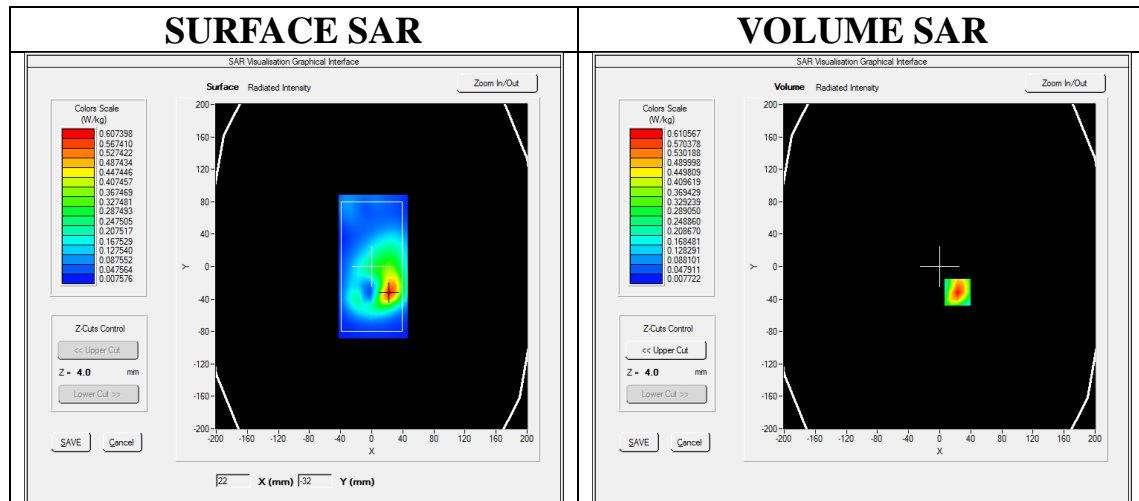 SURFACE SAR
SAR Visualisation Graphical Interface
Surface Radiated Intensity
Zoom In/Out
Colors Scale
(W/kg)
0.607398
0.567410
0.527422
0.487434
0.447446
0.407457
0.367469
0.327481
0.287493
0.247505
0.207517
0.167529
0.127540
0.087552
0.047564
0.007576
200
160
120
80
40
0
-40
-80
-120
-160
-200
Y
-200 -160 -120 -80 -40 0 40 80 120 160 200
X
Z-Cuts Control
<< Upper Cut
Z = 4.0 mm
Lower Cut >>
SAVE Cancel
22 X (mm) -32 Y (mm)
VOLUME SAR
SAR Visualisation Graphical Interface
Volume Radiated Intensity
Zoom In/Out
Colors Scale
(W/kg)
0.610567
0.570378
0.530188
0.489998
0.449809
0.409619
0.369429
0.329239
0.289050
0.248860
0.208670
0.168481
0.128291
0.088101
0.047911
0.007722
200
160
120
80
40
0
-40
-80
-120
-160
-200
Y
-200 -160 -120 -80 -40 0 40 80 120 160 200
X
Z-Cuts Control
<< Upper Cut
Z = 4.0 mm
Lower Cut >>
SAVE Cancel